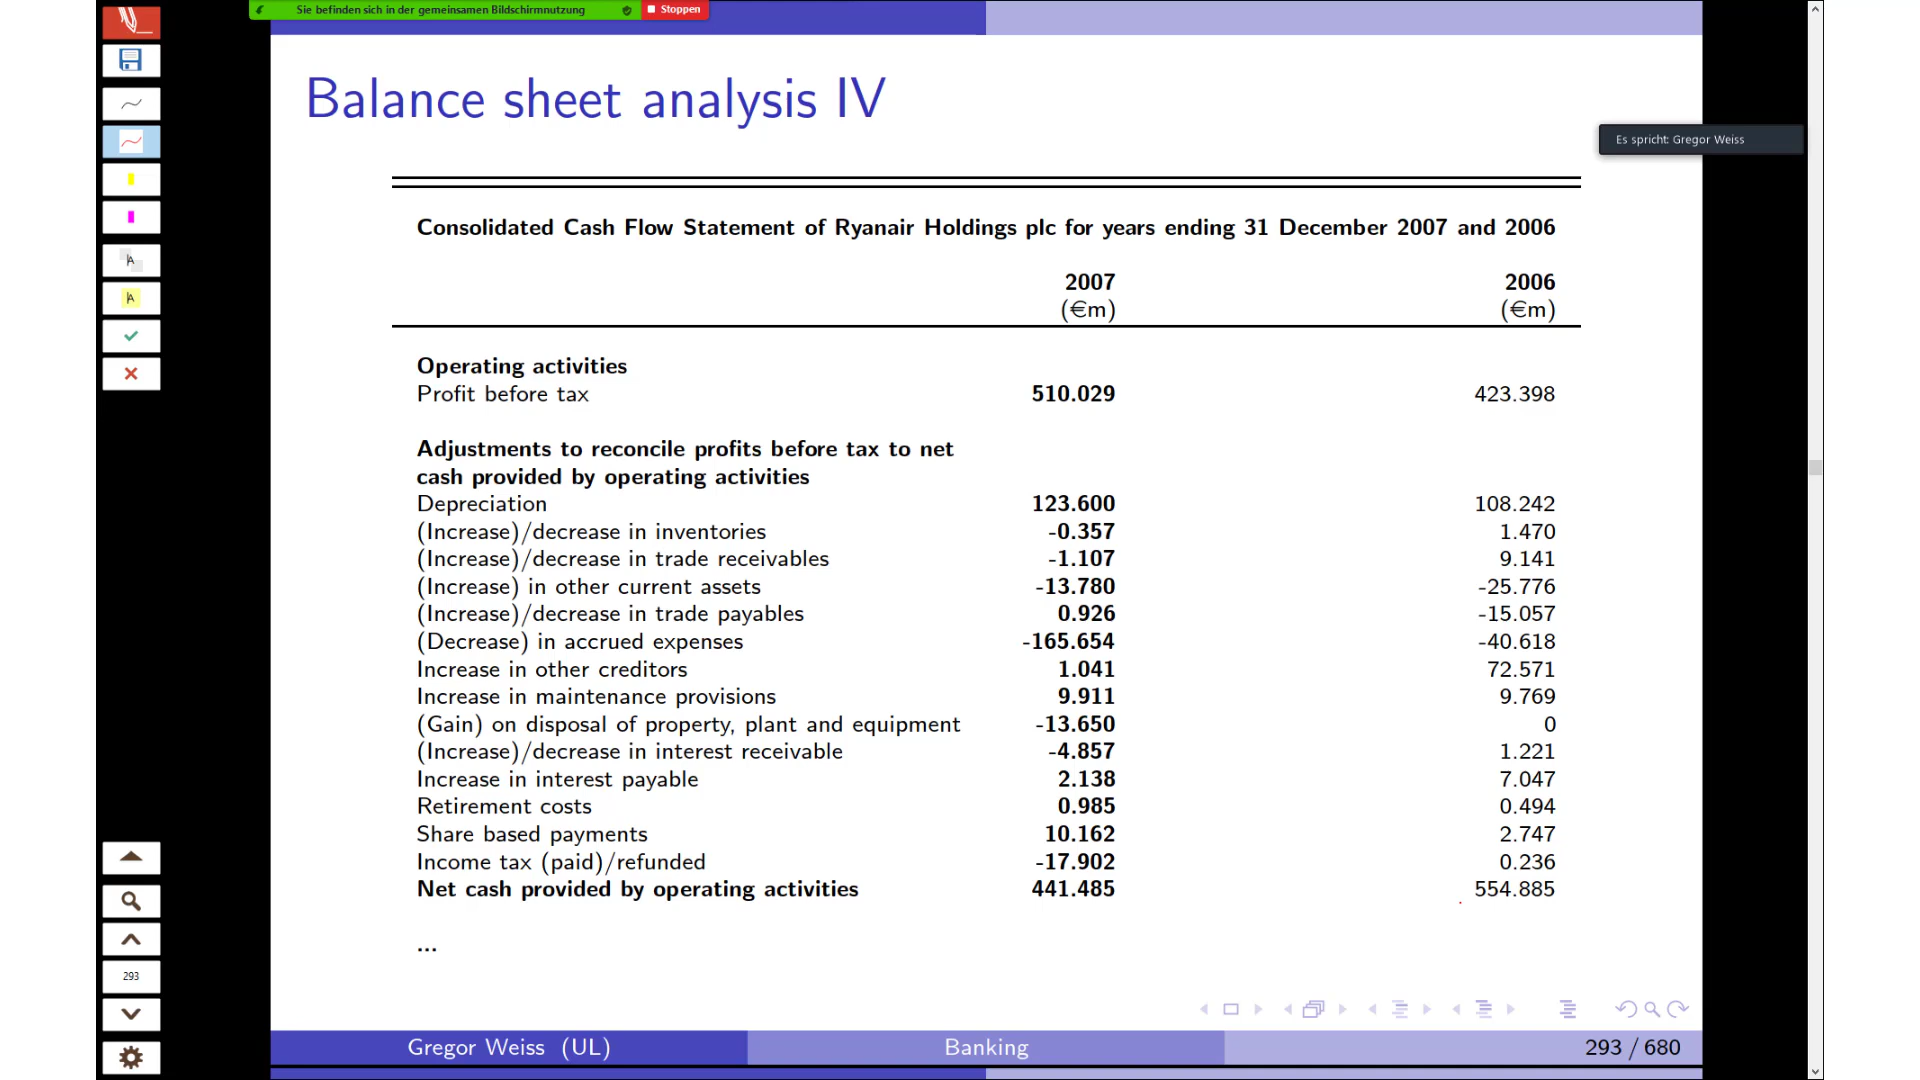 Sie befinden sich in der gemeinsamen Bildschirmnutzung
Stoppen
Balance sheet analysis IV
Es spricht: Gregor Weiss
Consolidated Cash Flow Statement of Ryanair Holdings plc for years ending 31 December 2007 and 2006
2007 2006
(€m) (€m)
Operating activities
Profit before tax 510.029 423.398
Adjustments to reconcile profits before tax to net
cash provided by operating activities
Depreciation 123.600 108.242
(Increase)/decrease in inventories -0.357 1.470
(Increase)/decrease in trade receivables -1.107 9.141
(Increase) in other current assets -13.780 -25.776
(Increase)/decrease in trade payables 0.926 -15.057
(Decrease) in accrued expenses -165.654 -40.618
Increase in other creditors 1.041 72.571
Increase in maintenance provisions 9.911 9.769
(Gain) on disposal of property, plant and equipment -13.650 0
(Increase)/decrease in interest receivable -4.857 1.221
Increase in interest payable 2.138 7.047
Retirement costs 0.985 0.494
Share based payments 10.162 2.747
Income tax (paid)/refunded -17.902 0.236
Net cash provided by operating activities 441.485 554.885
...
293
Gregor Weiss (UL) Banking 293 / 680